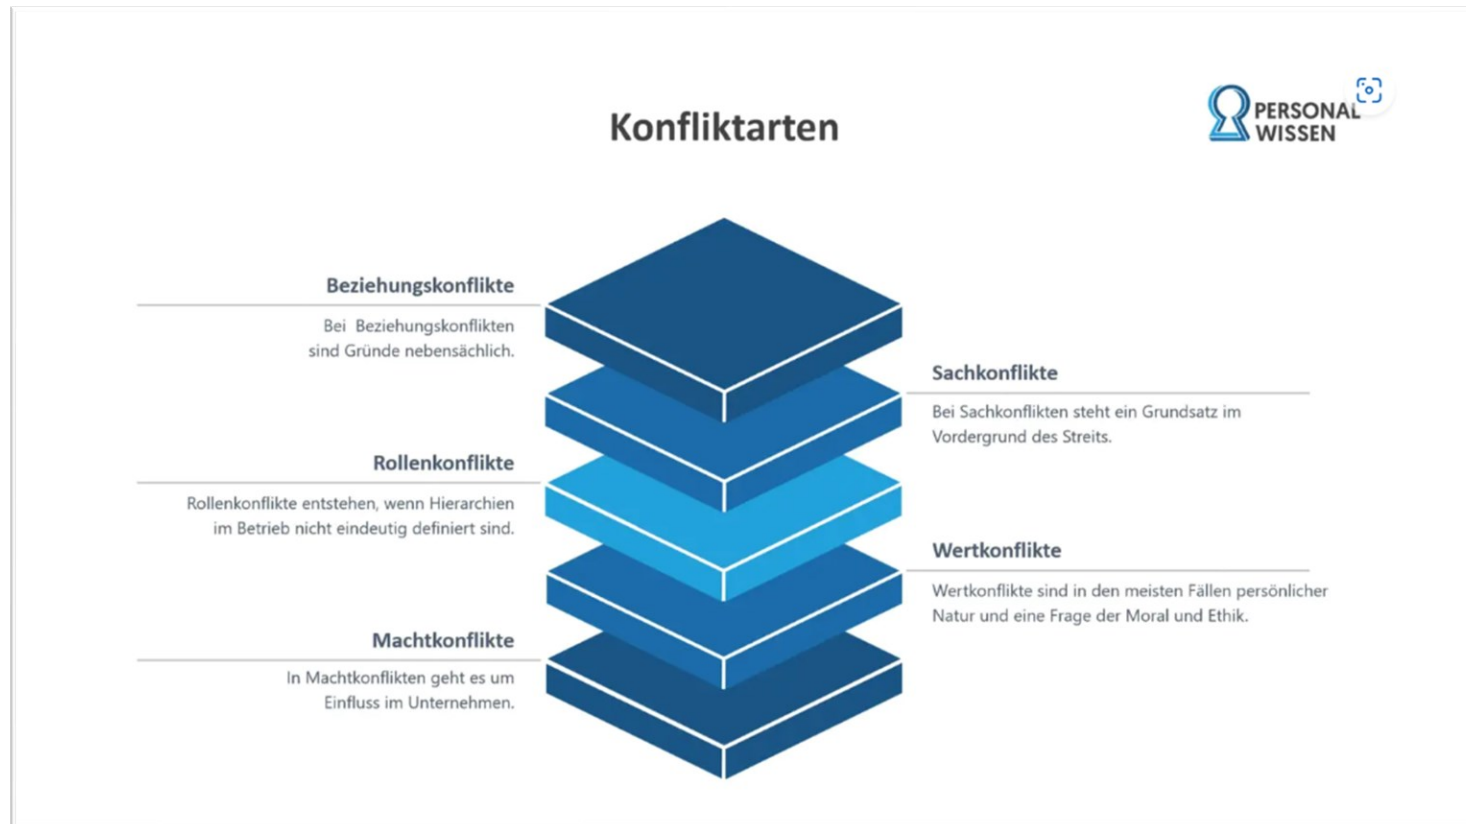 Konfliktarten
PERSONAL
WISSEN
Beziehungskonflikte
Bei Beziehungskonflikten
sind Gründe nebensächlich.
Sachkonflikte
Bei Sachkonflikten steht ein Grundsatz im
Vordergrund des Streits.
Rollenkonflikte
Rollenkonflikte entstehen, wenn Hierarchien
im Betrieb nicht eindeutig definiert sind.
Wertkonflikte
Wertkonflikte sind in den meisten Fällen persönlicher
Natur und eine Frage der Moral und Ethik.
Machtkonflikte
In Machtkonflikten geht es um
Einfluss im Unternehmen.